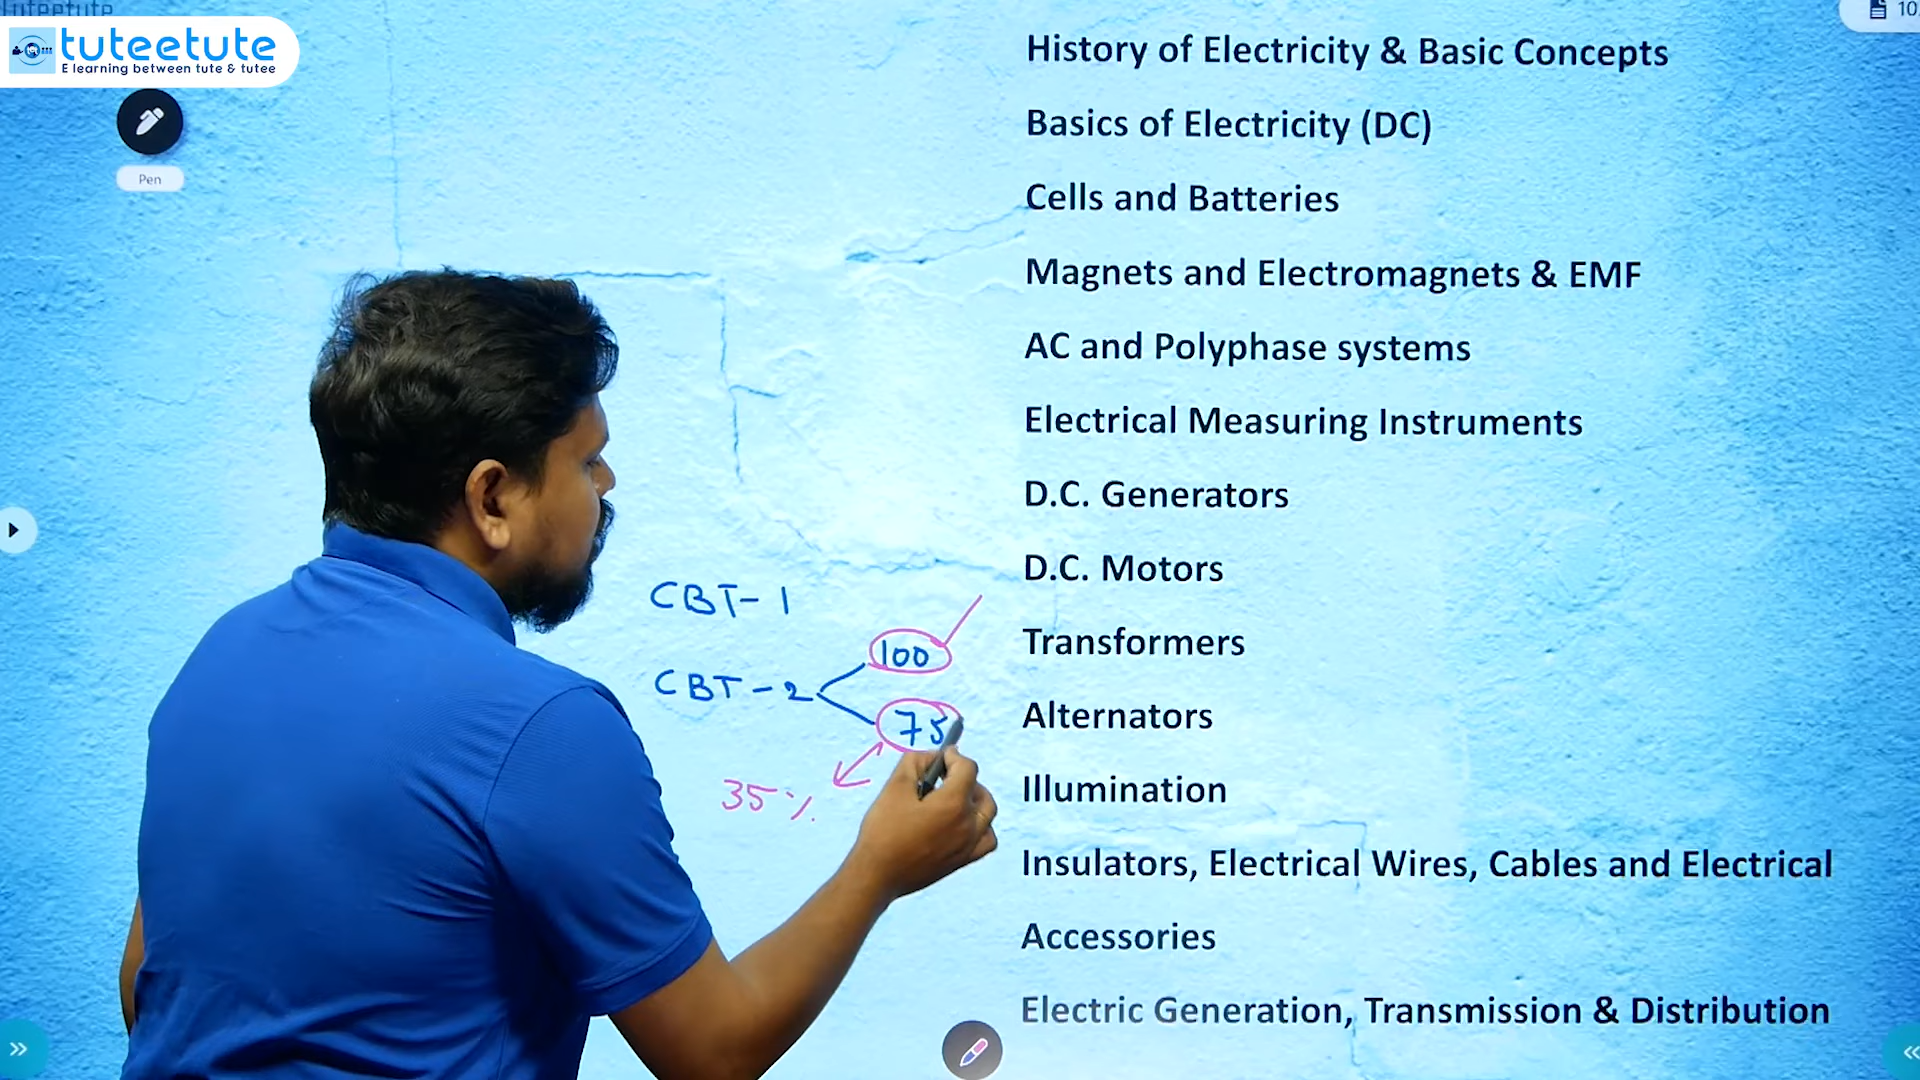 Tuteetute
tuteetute
E learning between tute & tutee
Pen
10
History of Electricity & Basic Concepts
Basics of Electricity (DC)
Cells and Batteries
Magnets and Electromagnets & EMF
AC and Polyphase systems
Electrical Measuring Instruments
D.C. Generators
D.C. Motors
Transformers
Alternators
Illumination
Insulators, Electrical Wires, Cables and Electrical
Accessories
Electric Generation, Transmission & Distribution
CBT-1
CBT-2
100
75
35%